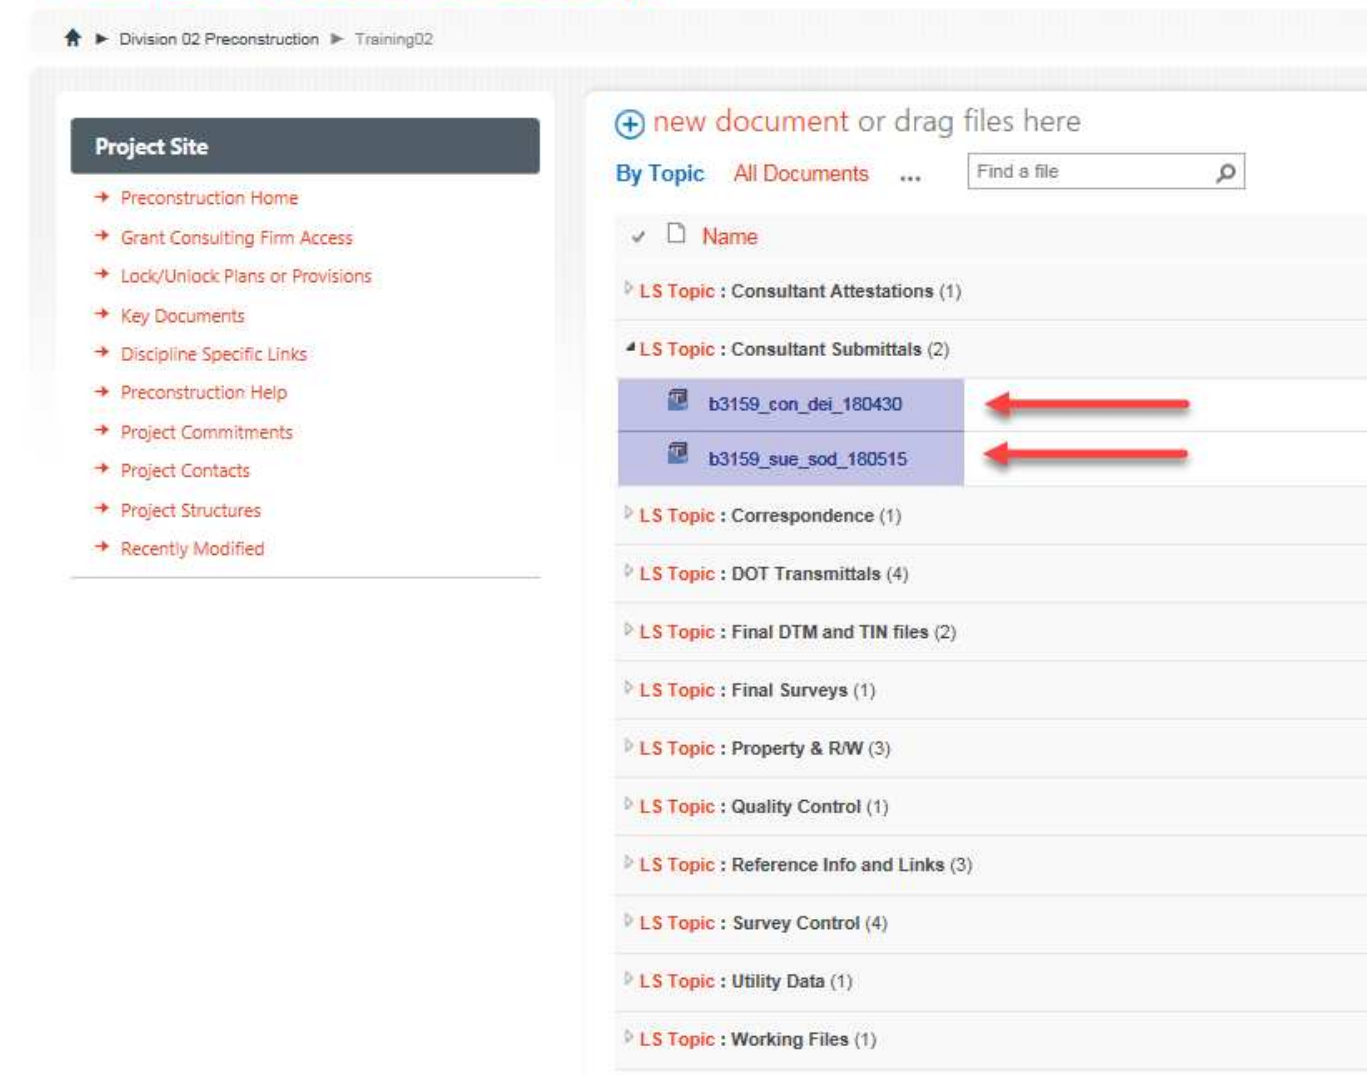 Division 02 Preconstruction Training02
Project Site
Preconstruction Home
Grant Consulting Firm Access
Lock/Unlock Plans or Provisions
Key Documents
Discipline Specific Links
Preconstruction Help
Project Commitments
Project Contacts
Project Structures
Recently Modified
new document or drag files here
By Topic All Documents ... Find a file
Name
LS Topic : Consultant Attestations (1)
LS Topic : Consultant Submittals (2)
b3159_con_dei_180430
b3159_sue_sod_180515
LS Topic : Correspondence (1)
LS Topic : DOT Transmittals (4)
LS Topic : Final DTM and TIN files (2)
LS Topic : Final Surveys (1)
LS Topic : Property & R/W (3)
LS Topic : Quality Control (1)
LS Topic : Reference Info and Links (3)
LS Topic : Survey Control (4)
LS Topic : Utility Data (1)
LS Topic : Working Files (1)